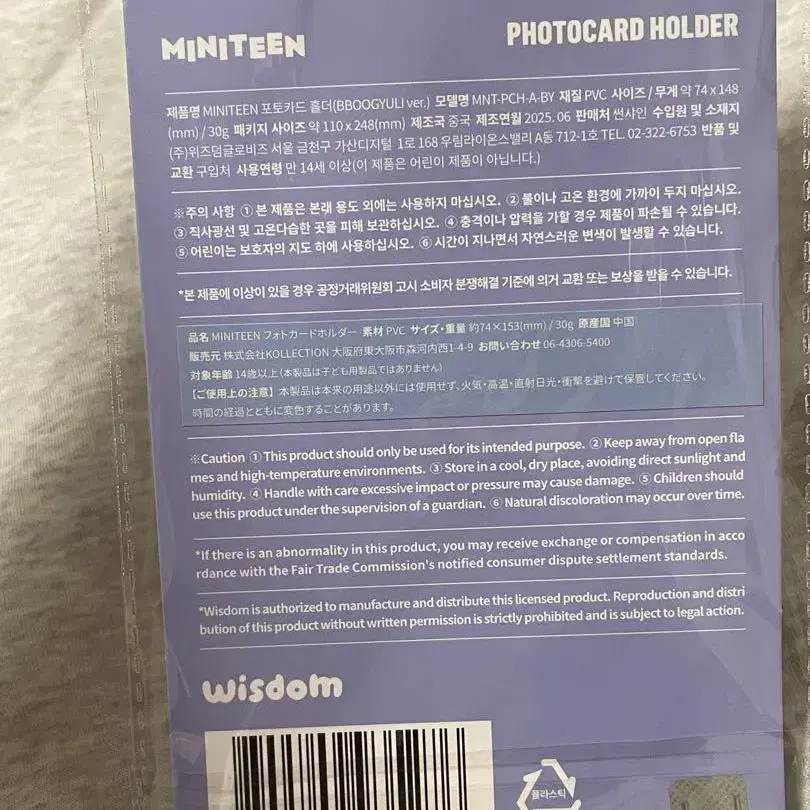 MINITEEN
PHOTOCARD HOLDER
제품명 MINITEEN 포토카드 홀더(BBOOGYULI ver.) 모델명 MNT-PCH-A-BY 재질 PVC 사이즈 / 무게 약 74 x 148
(mm) / 30g 패키지 사이즈 약 110 x 248(mm) 제조국 중국 제조연월 2025. 06 판매처 썬샤인 수입원 및 소재지
(주)위즈덤글로비즈 서울 금천구 가산디지털 1로 168 우림라이온스밸리 A동 712-1호 TEL. 02-322-6753 반품 및
교환 구입처 사용연령 만 14세 이상(이 제품은 어린이 제품이 아닙니다.)
※주의 사항 ① 본 제품은 본래 용도 외에는 사용하지 마십시오. ② 불이나 고온 환경에 가까이 두지 마십시오.
③ 직사광선 및 고온다습한 곳을 피해 보관하십시오. ④ 충격이나 압력을 가할 경우 제품이 파손될 수 있습니다.
⑤ 어린이는 보호자의 지도 하에 사용하십시오. ⑥ 시간이 지나면서 자연스러운 변색이 발생할 수 있습니다.
*본 제품에 이상이 있을 경우 공정거래위원회 고시 소비자 분쟁해결 기준에 의거 교환 또는 보상을 받을 수 있습니다.
品名 MINITEEN フォトカードホルダー 素材 PVC サイズ・重量 約74×153(mm) / 30g 原産国 中国
販売元 株式会社KOLLECTION 大阪府東大阪市森河内西1-4-9 お問い合わせ 06-4306-5400
対象年齢 14歳以上(本製品は子ども用製品ではありません)
【ご使用上の注意】 本製品は本来の用途以外には使用せず、火気・高温・直射日光・衝撃を避けて保管してください。
時間の経過とともに変色することがあります。
※Caution ① This product should only be used for its intended purpose. ② Keep away from open fla
mes and high-temperature environments. ③ Store in a cool, dry place, avoiding direct sunlight and
humidity. ④ Handle with care excessive impact or pressure may cause damage. ⑤ Children should
use this product under the supervision of a guardian. ⑥ Natural discoloration may occur over time.
*If there is an abnormality in this product, you may receive exchange or compensation in acco
rdance with the Fair Trade Commission's notified consumer dispute settlement standards.
*Wisdom is authorized to manufacture and distribute this licensed product. Reproduction and distri
bution of this product without written permission is strictly prohibited and is subject to legal action.
wisdom
플라스틱